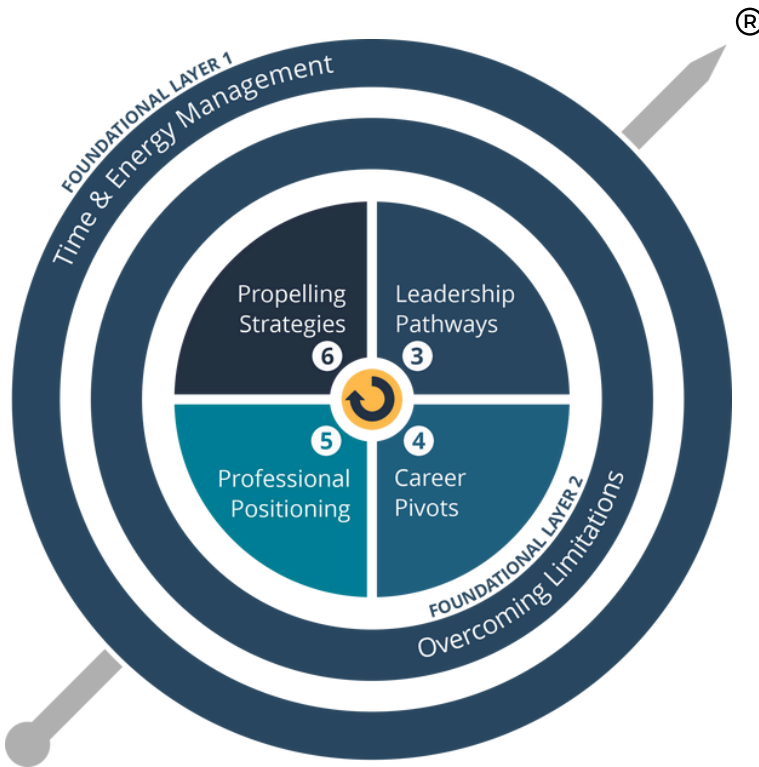 ®
FOUNDATIONAL LAYER 1
Time & Energy Management
Propelling
Strategies
6
Leadership
Pathways
3
5
Professional
Positioning
4
Career
Pivots
FOUNDATIONAL LAYER 2
Overcoming Limitations